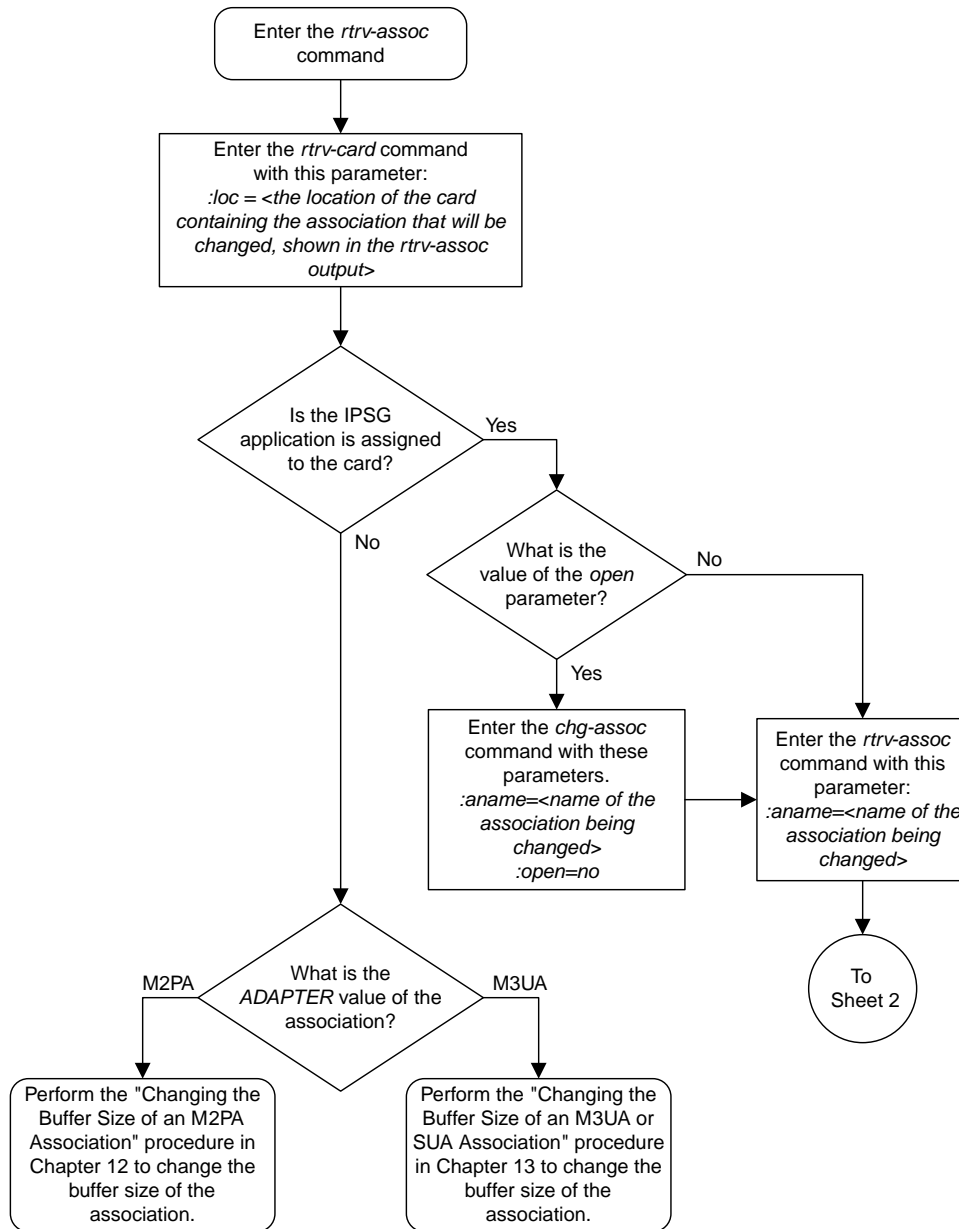 Enter the rtrv-assoc
command
Enter the rtrv-card command
with this parameter:
:loc = <the location of the card
containing the association that will be
changed, shown in the rtrv-assoc
output>
Is the IPSG
application is assigned
to the card?
Yes
No
What is the
value of the open
parameter?
No
Yes
Enter the chg-assoc
command with these
parameters.
:aname=<name of the
association being
changed>
:open=no
Enter the rtrv-assoc
command with this
parameter:
:aname=<name of the
association being
changed>
To
Sheet 2
What is the
ADAPTER value of the
association?
M2PA
M3UA
Perform the "Changing the
Buffer Size of an M2PA
Association" procedure in
Chapter 12 to change the
buffer size of the
association.
Perform the "Changing the
Buffer Size of an M3UA or
SUA Association" procedure
in Chapter 13 to change the
buffer size of the
association.